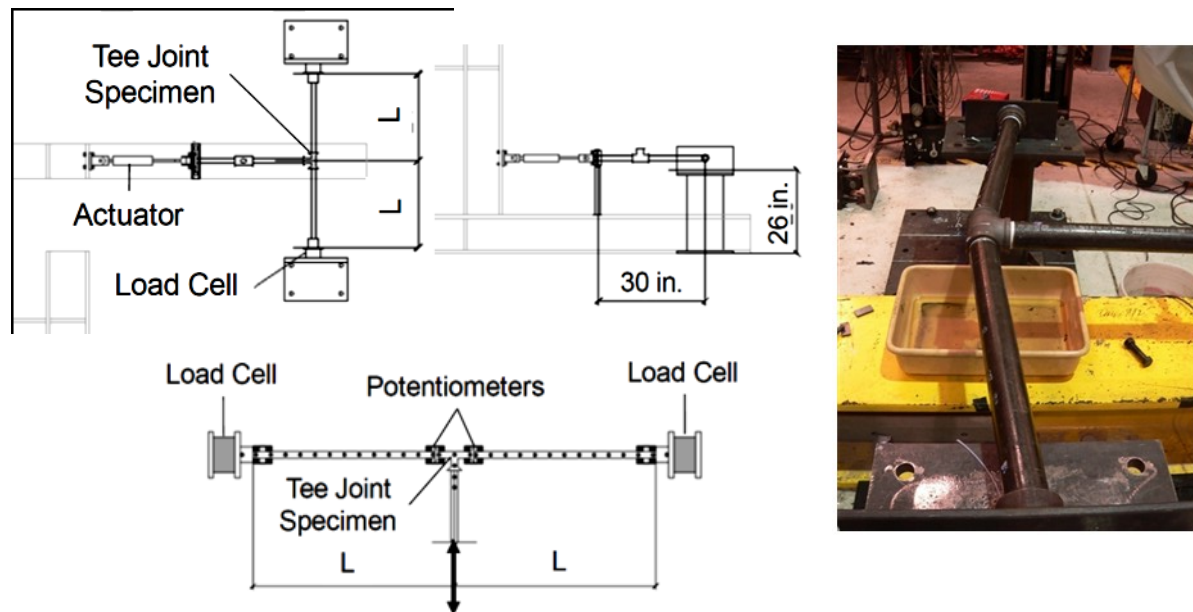 Tee Joint
Specimen
L
L
Actuator
Load Cell
26 in.
30 in.
Load Cell
Potentiometers
Load Cell
Tee Joint
Specimen
L
L